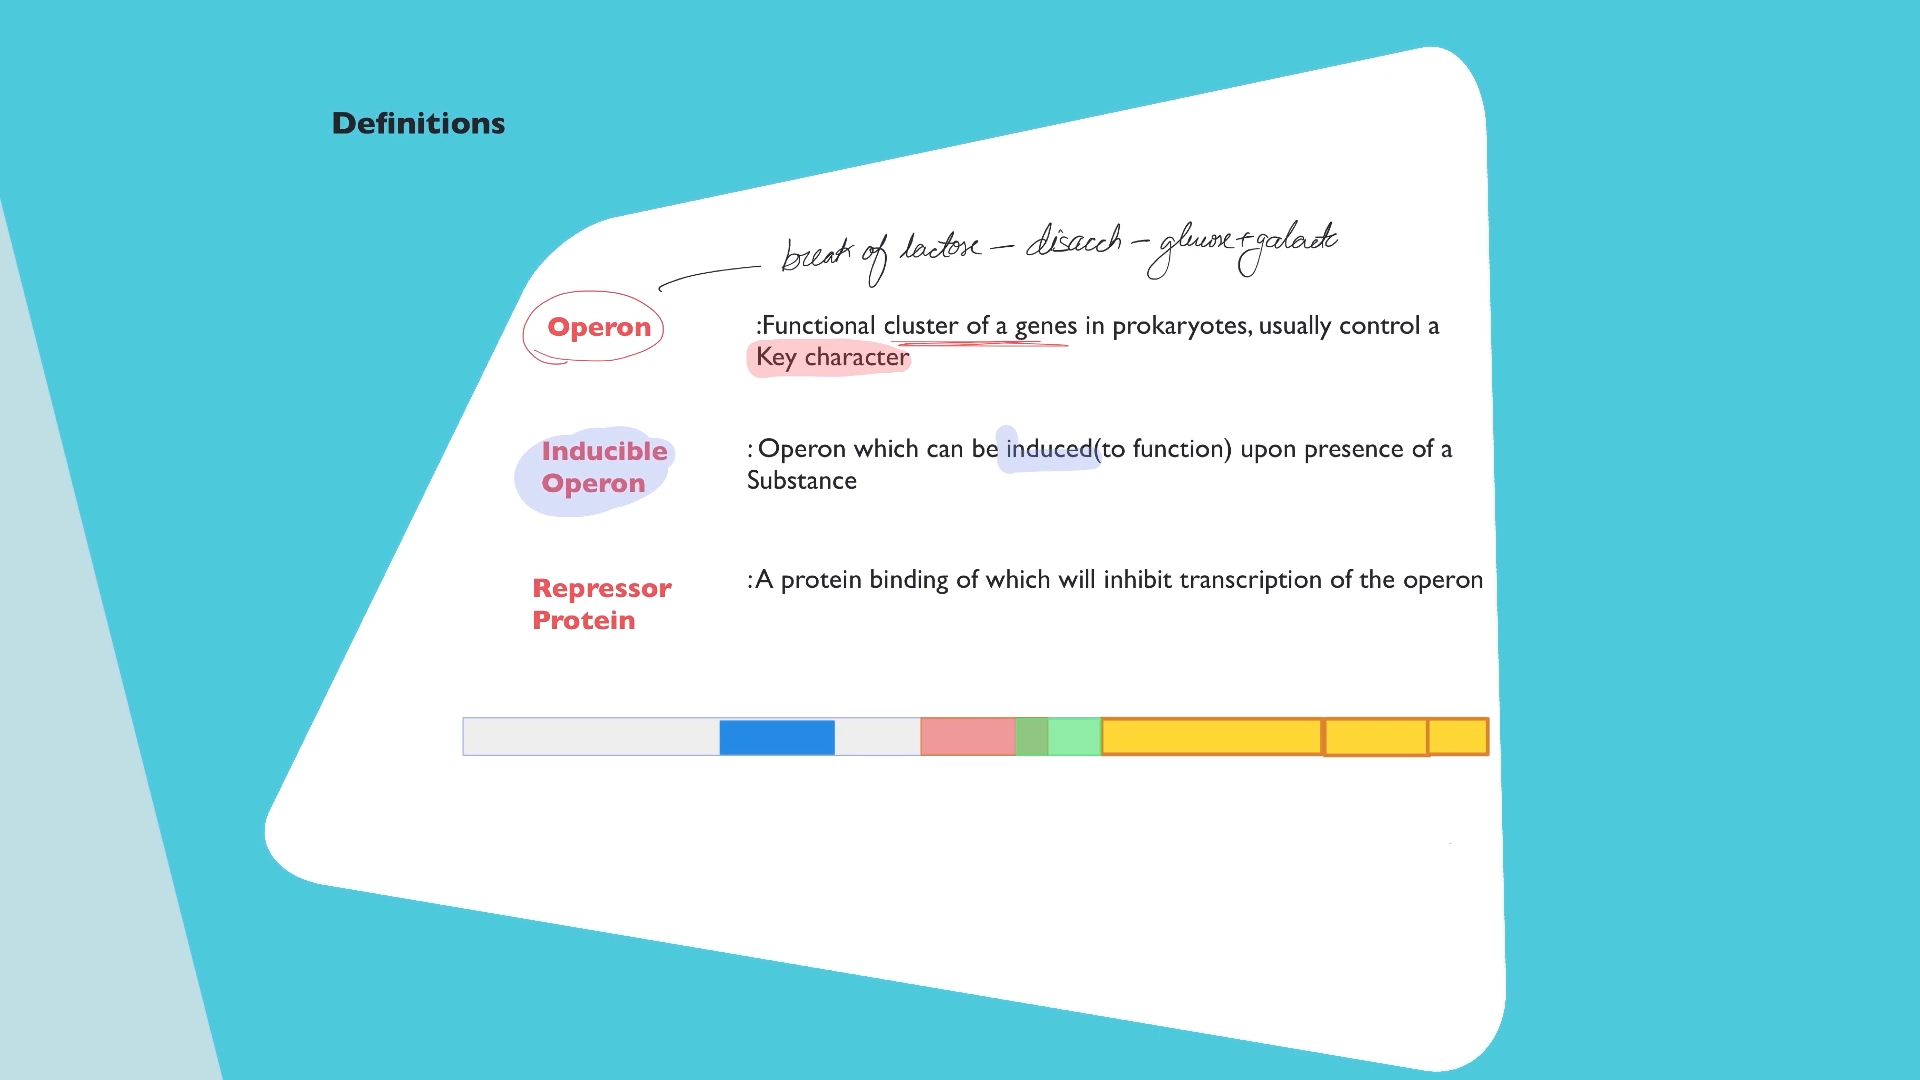 Definitions
break of lactose – disacch – glucose + galact
Operon :Functional cluster of a genes in prokaryotes, usually control a
Key character
Inducible : Operon which can be induced(to function) upon presence of a
Operon Substance
Repressor :A protein binding of which will inhibit transcription of the operon
Protein